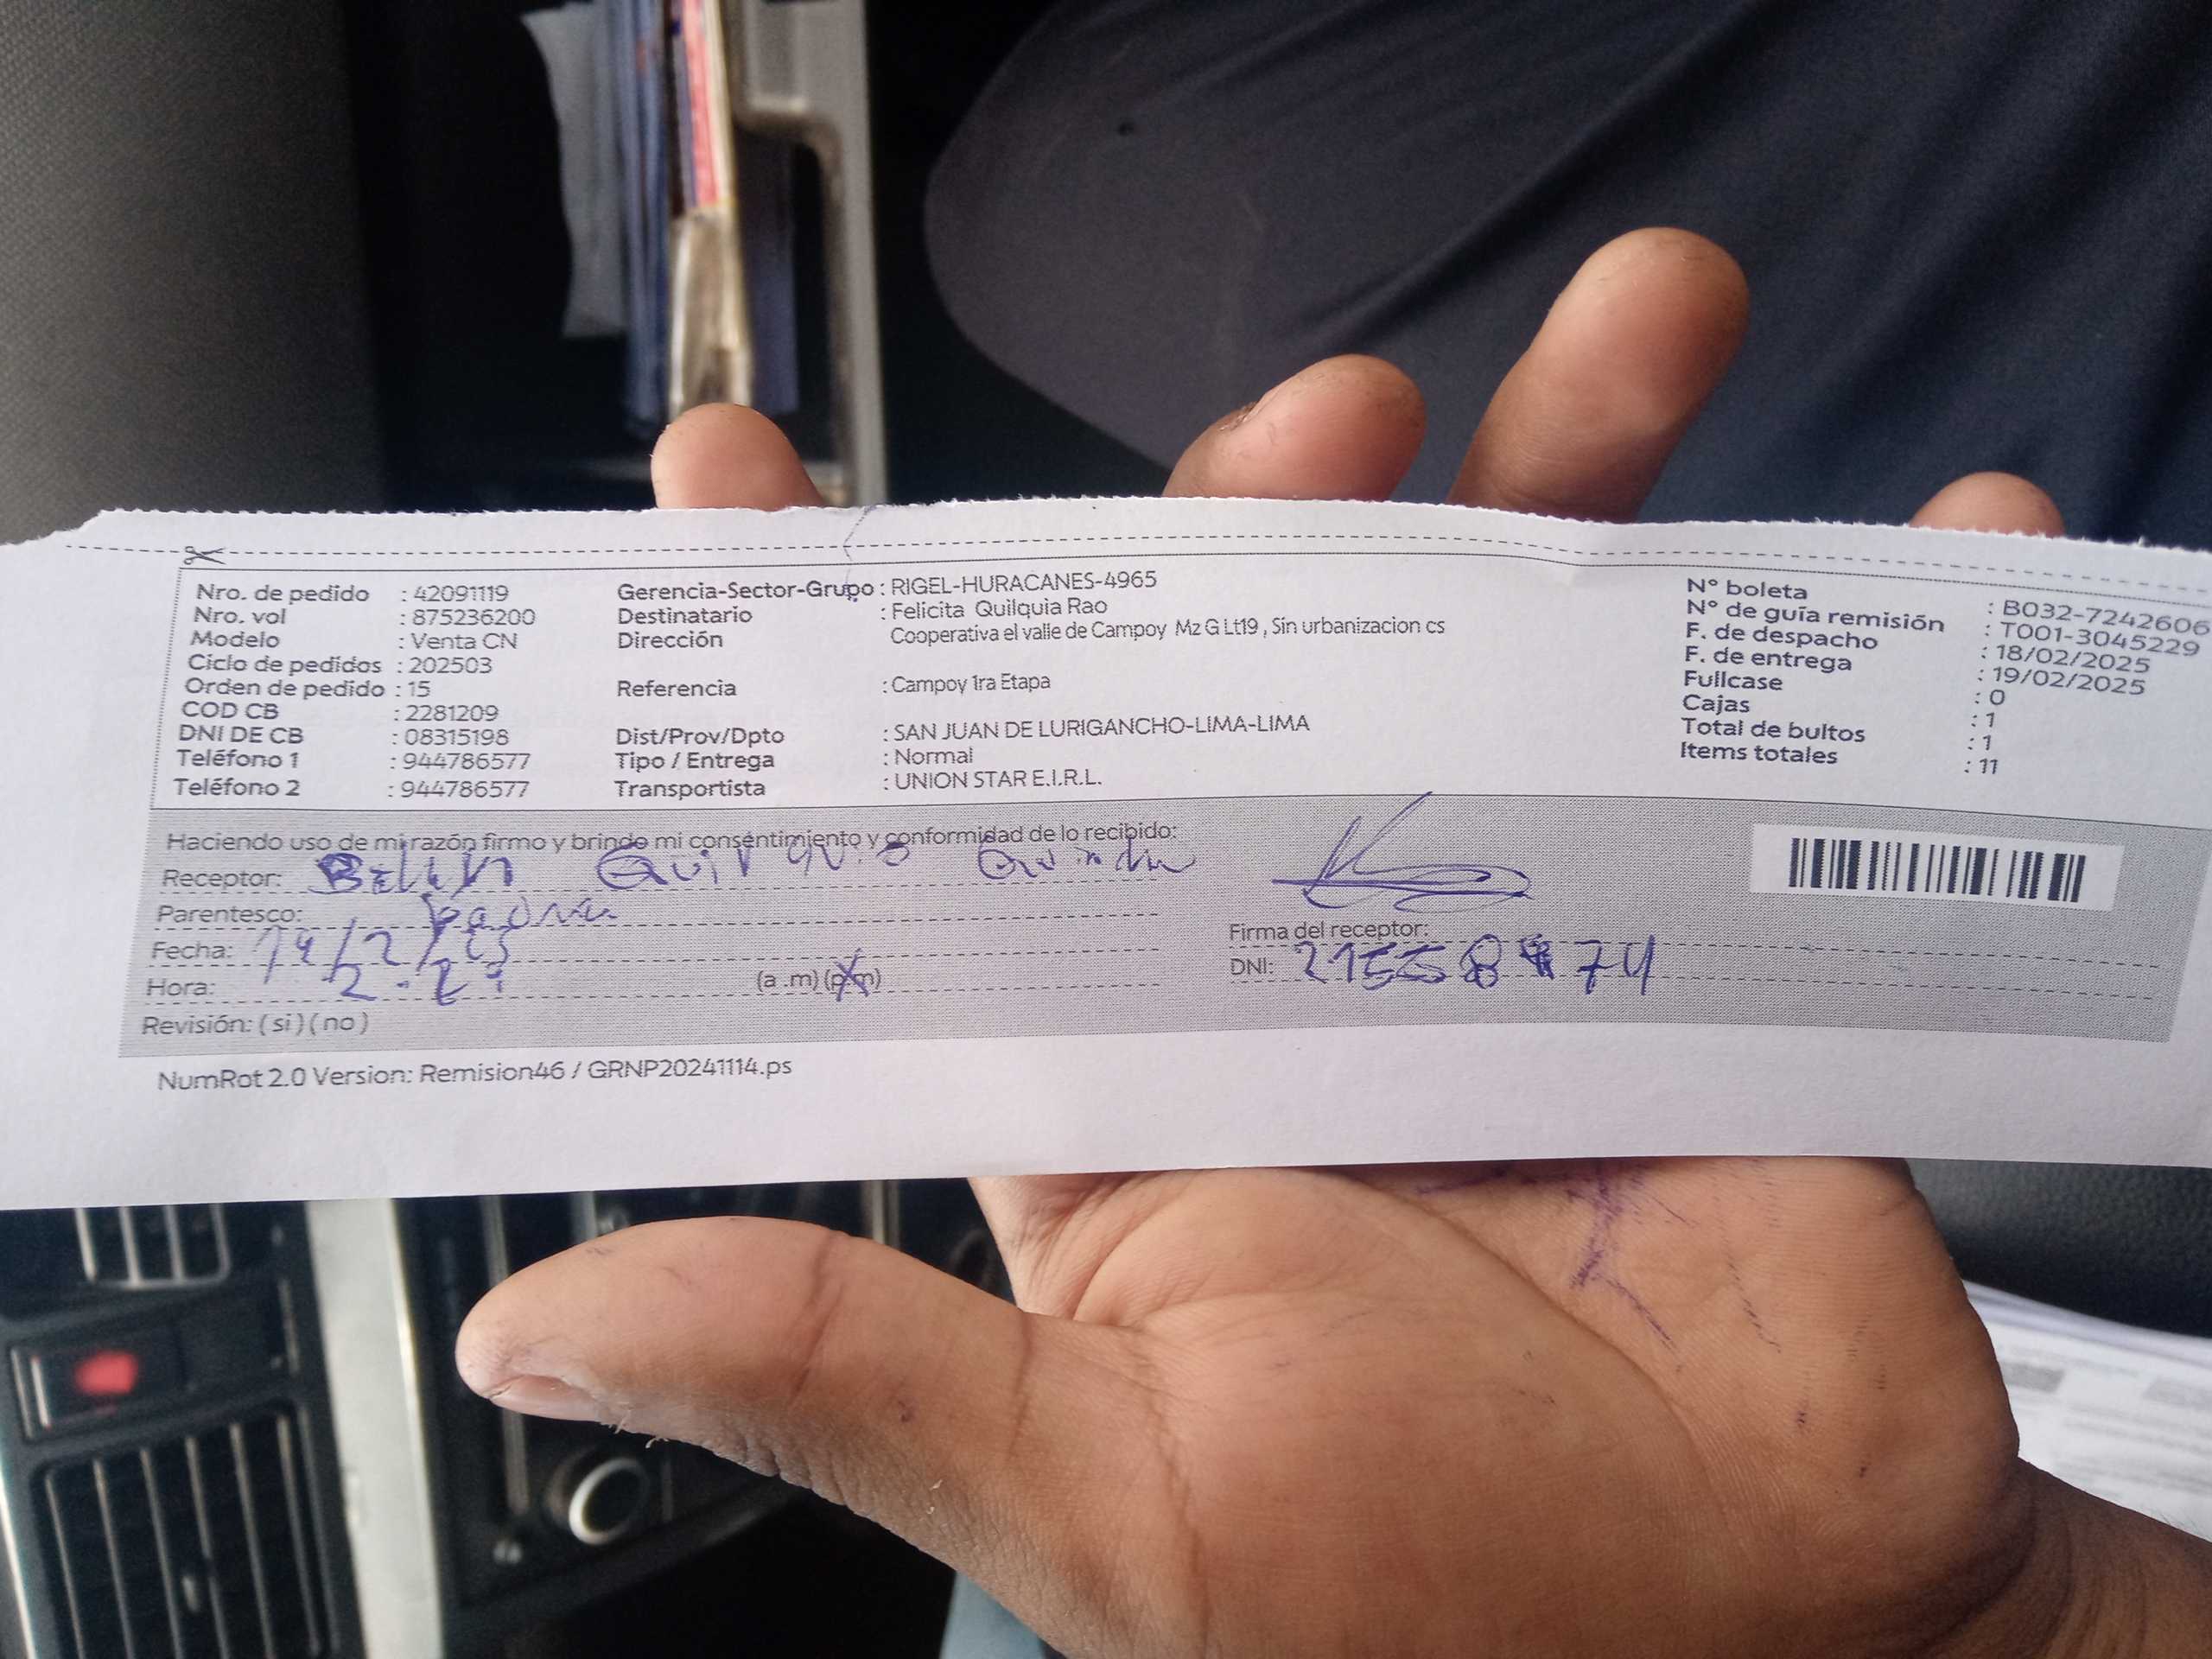 Nro. de pedido : 42091119
Nro. vol : 875236200
Modelo : Venta CN
Ciclo de pedidos : 202503
Orden de pedido : 15
COD CB : 2281209
DNI DE CB : 08315198
Teléfono 1 : 944786577
Teléfono 2 : 944786577
Gerencia-Sector-Grupo : RIGEL-HURACANES-4965
Destinatario : Felicita Quilquia Rao
Dirección Cooperativa el valle de Campoy Mz G Lt19 , Sin urbanizacion cs
Referencia : Campoy 1ra Etapa
Dist/Prov/Dpto : SAN JUAN DE LURIGANCHO-LIMA-LIMA
Tipo / Entrega : Normal
Transportista : UNION STAR E.I.R.L.
N° boleta : B032-7242606
N° de guía remisión : T001-3045229
F. de despacho : 18/02/2025
F. de entrega : 19/02/2025
Fullcase : 0
Cajas : 1
Total de bultos : 1
Items totales : 11
Haciendo uso de mi razón firmo y brindo mi consentimiento y conformidad de lo recibido:
Receptor:
Parentesco:
Fecha:
Hora: (a .m) (p.m)
Revisión: ( si ) ( no )
Firma del receptor:
DNI:
NumRot 2.0 Version: Remision46 / GRNP20241114.ps